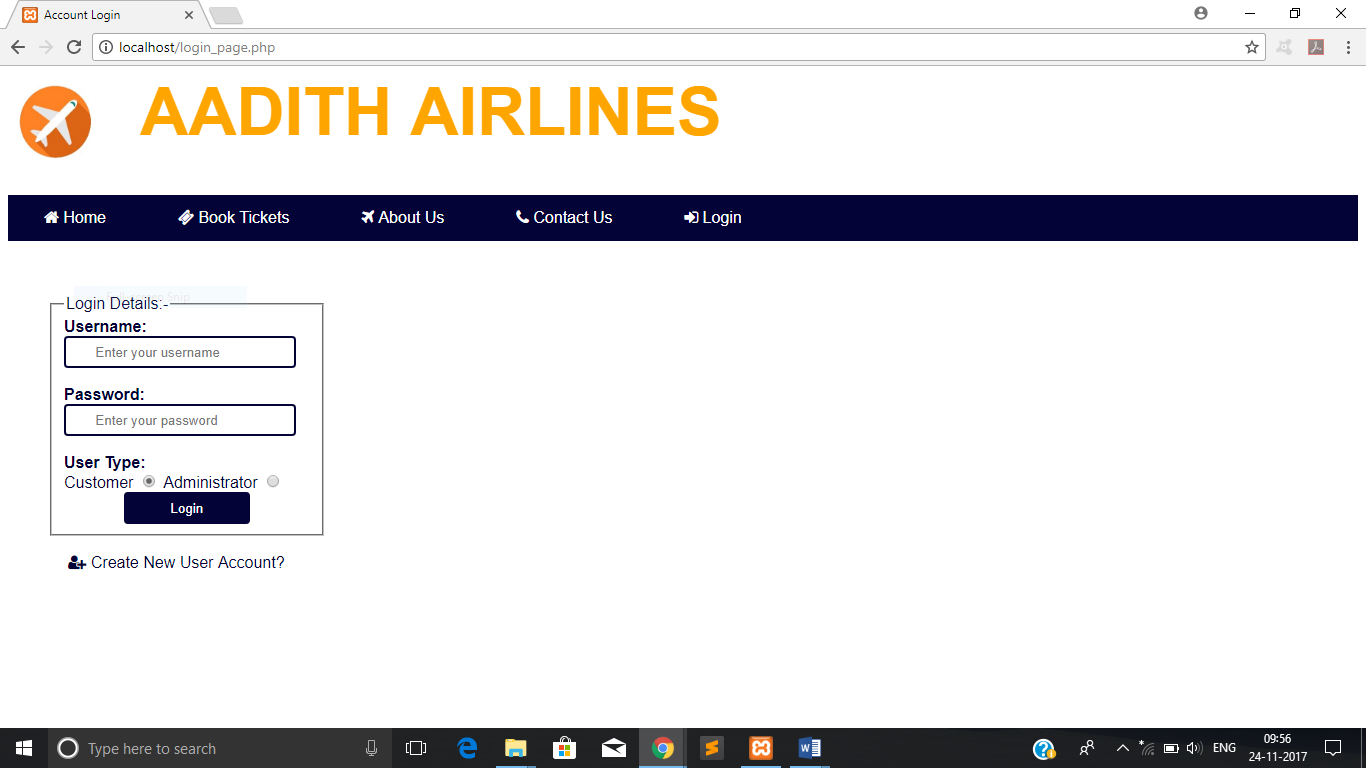 Account Login
localhost/login_page.php
AADITH AIRLINES
Home Book Tickets About Us Contact Us Login
Login Details:-
Username:
Enter your username
Password:
Enter your password
User Type:
Customer Administrator
Login
Create New User Account?
Type here to search
ENG
09:56
24-11-2017